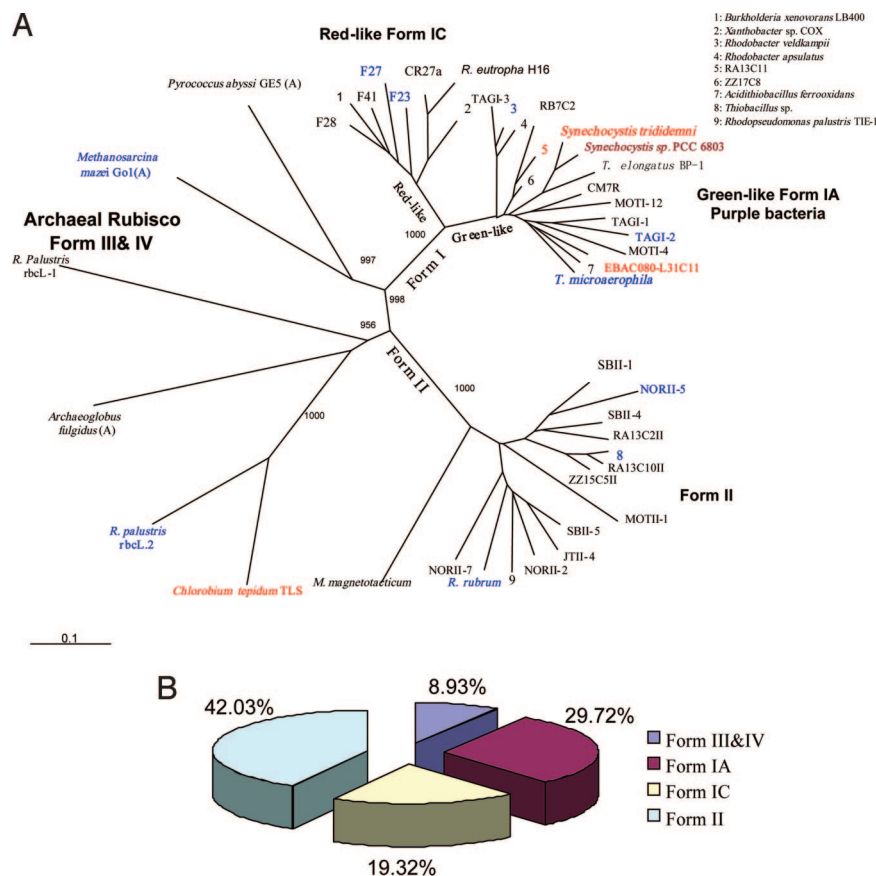 A
Red-like Form IC
1: Burkholderia xenovorans LB400
2: Xanthobacter sp. COX
3: Rhodobacter veldkampii
4: Rhodobacter apsulatus
5: RA13C11
6: ZZ17C8
7: Acidithiobacillus ferrooxidans
8: Thiobacillus sp.
9: Rhodopseudomonas palustris TIE-1
Pyrococcus abyssi GE5 (A)
F27
CR27a
R. eutropha H16
1
F41
F23
F28
2
TAGI-3
3
4
RB7C2
Synechocystis trididemni
5
Synechocystis sp. PCC 6803
6
T. elongatus BP-1
CM7R
MOTI-12
TAGI-1
TAGI-2
MOTI-4
7
EBAC080-L31C11
T. microaerophila
Green-like Form IA
Purple bacteria
Methanosarcina
mazei Go1(A)
Archaeal Rubisco
Form III& IV
R. Palustris
rbcL-1
Red-like
Green-like
1000
Form I
997
998
956
Form II
1000
1000
Archaeoglobus
fulgidus (A)
R. palustris
rbcL.2
Chlorobium tepidum TLS
M. magnetotacticum
SBII-1
NORII-5
SBII-4
RA13C2II
8
RA13C10II
ZZ15C5II
MOTII-1
Form II
SBII-5
JTII-4
NORII-2
9
R. rubrum
NORII-7
0.1
B
42.03%
8.93%
29.72%
19.32%
Form III&IV
Form IA
Form IC
Form II